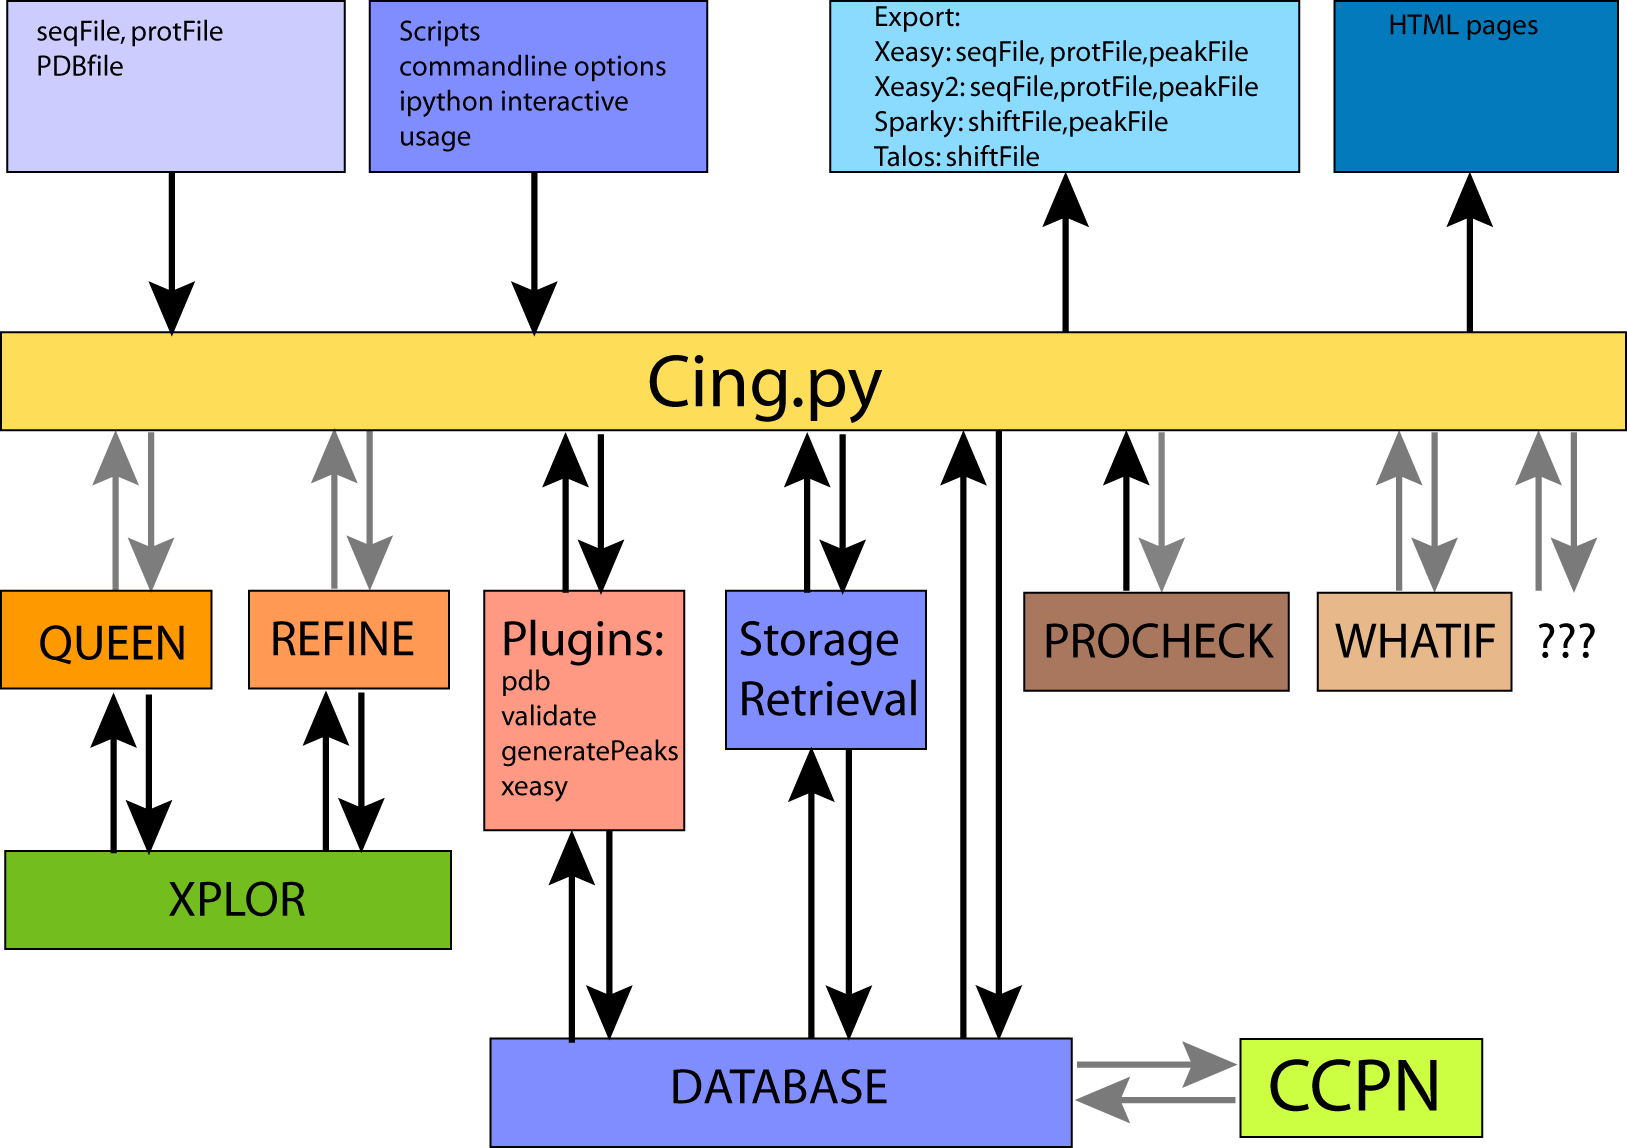 seqFile, protFile
PDBfile
Scripts
commandline options
ipython interactive
usage
Export:
Xeasy: seqFile, protFile,peakFile
Xeasy2: seqFile,protFile,peakFile
Sparky: shiftFile,peakFile
Talos: shiftFile
HTML pages
Cing.py
QUEEN
REFINE
Plugins:
pdb
validate
generatePeaks
xeasy
Storage
Retrieval
PROCHECK
WHATIF
???
XPLOR
DATABASE
CCPN